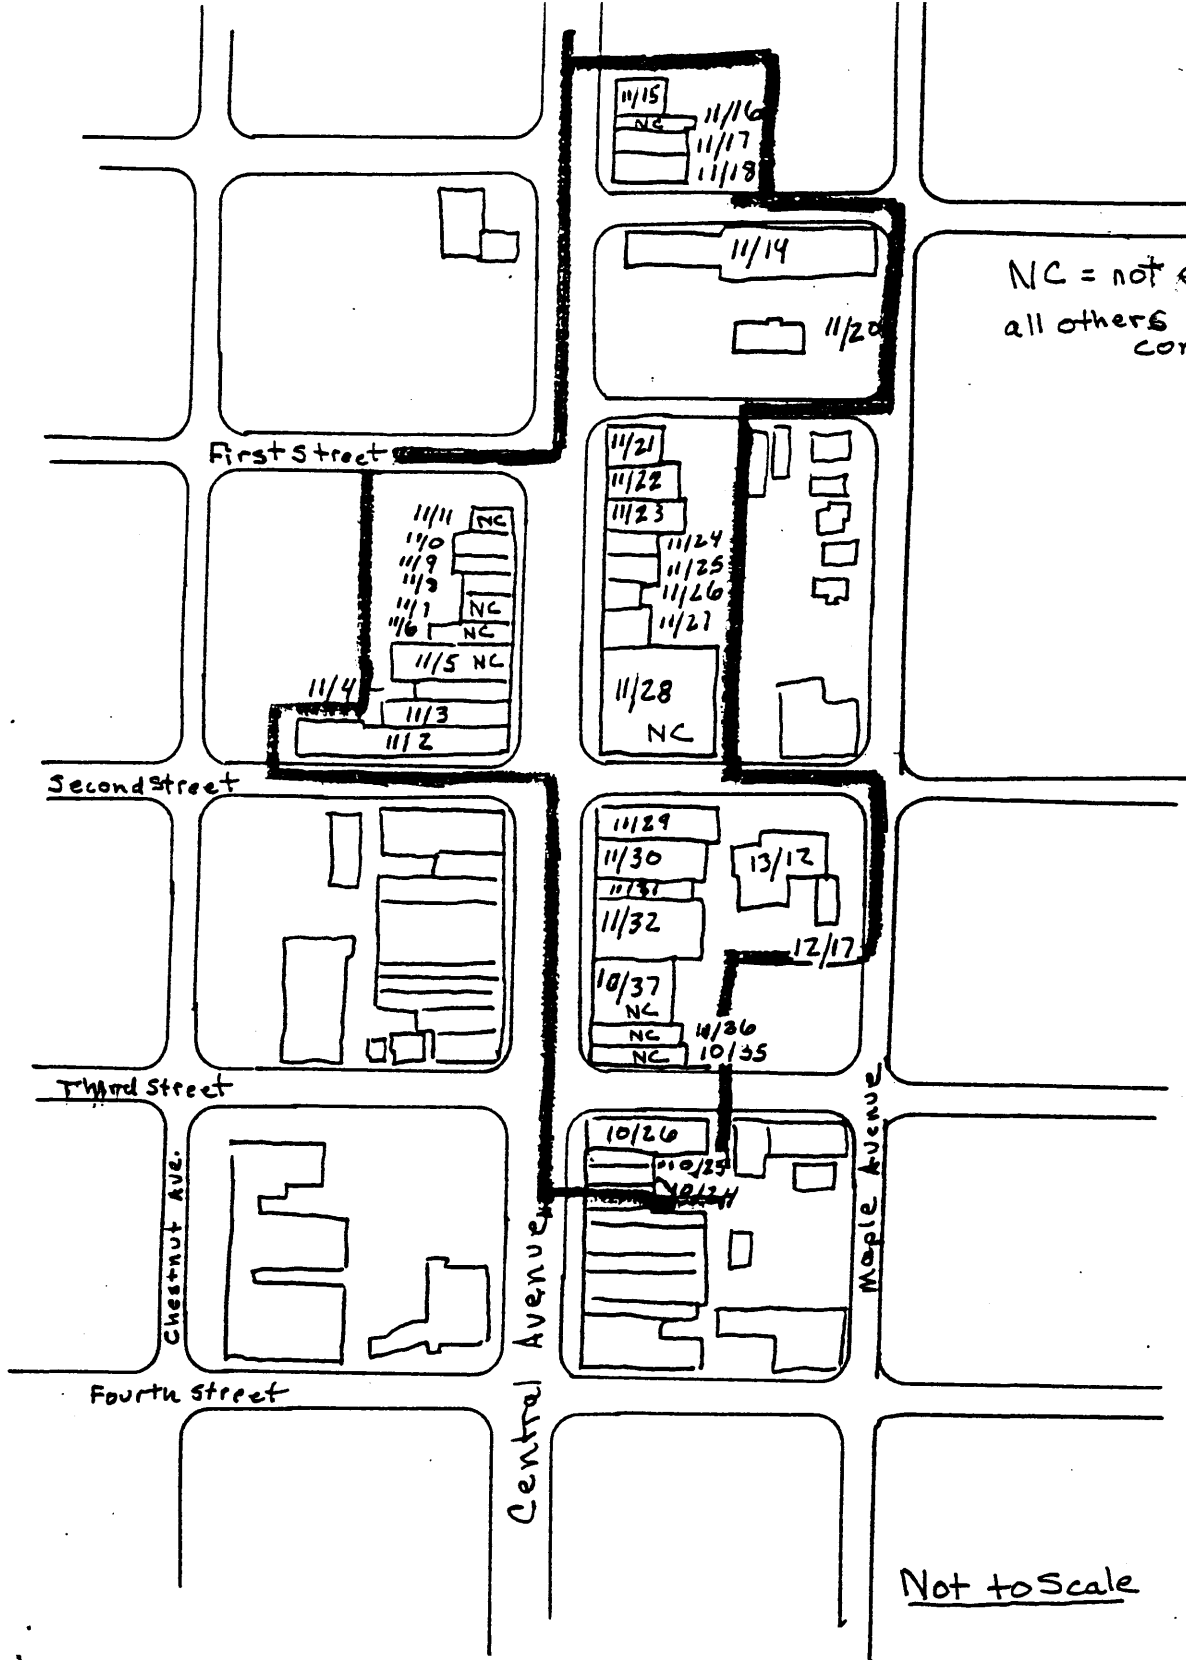 11/15
NC
11/16
11/17
11/18
11/14
11/20
NC = not
all others
First Street
11/21
11/22
11/23
11/24
11/25
11/26
11/27
11/28
NC
11/11
NC
11/9
11/8
11/7
NC
11/6
NC
11/5 NC
11/4
11/3
11/2
Second Street
11/29
11/30
11/31
11/32
13/12
12/17
10/37
NC
NC
NC
10/35
Third Street
10/26
10/25
10/24
Chestnut Ave.
Central Avenue
Maple Avenue
Fourth Street
Not to Scale